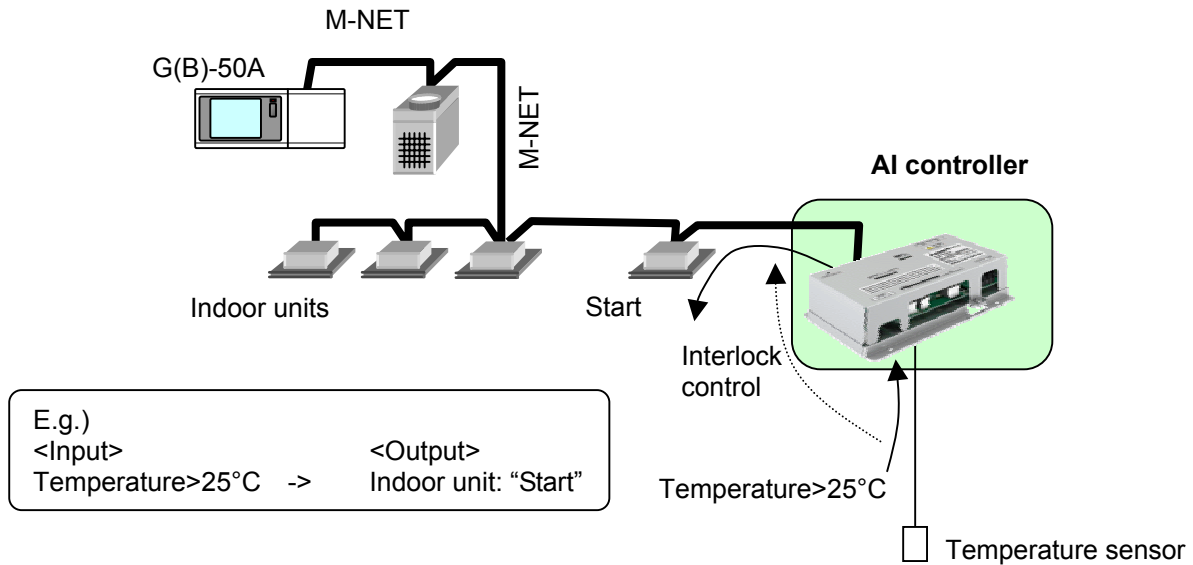 M-NET
G(B)-50A
M-NET
AI controller
Indoor units
Start
Interlock
control
E.g.)
<Input> <Output>
Temperature>25°C -> Indoor unit: “Start”
Temperature>25°C
Temperature sensor